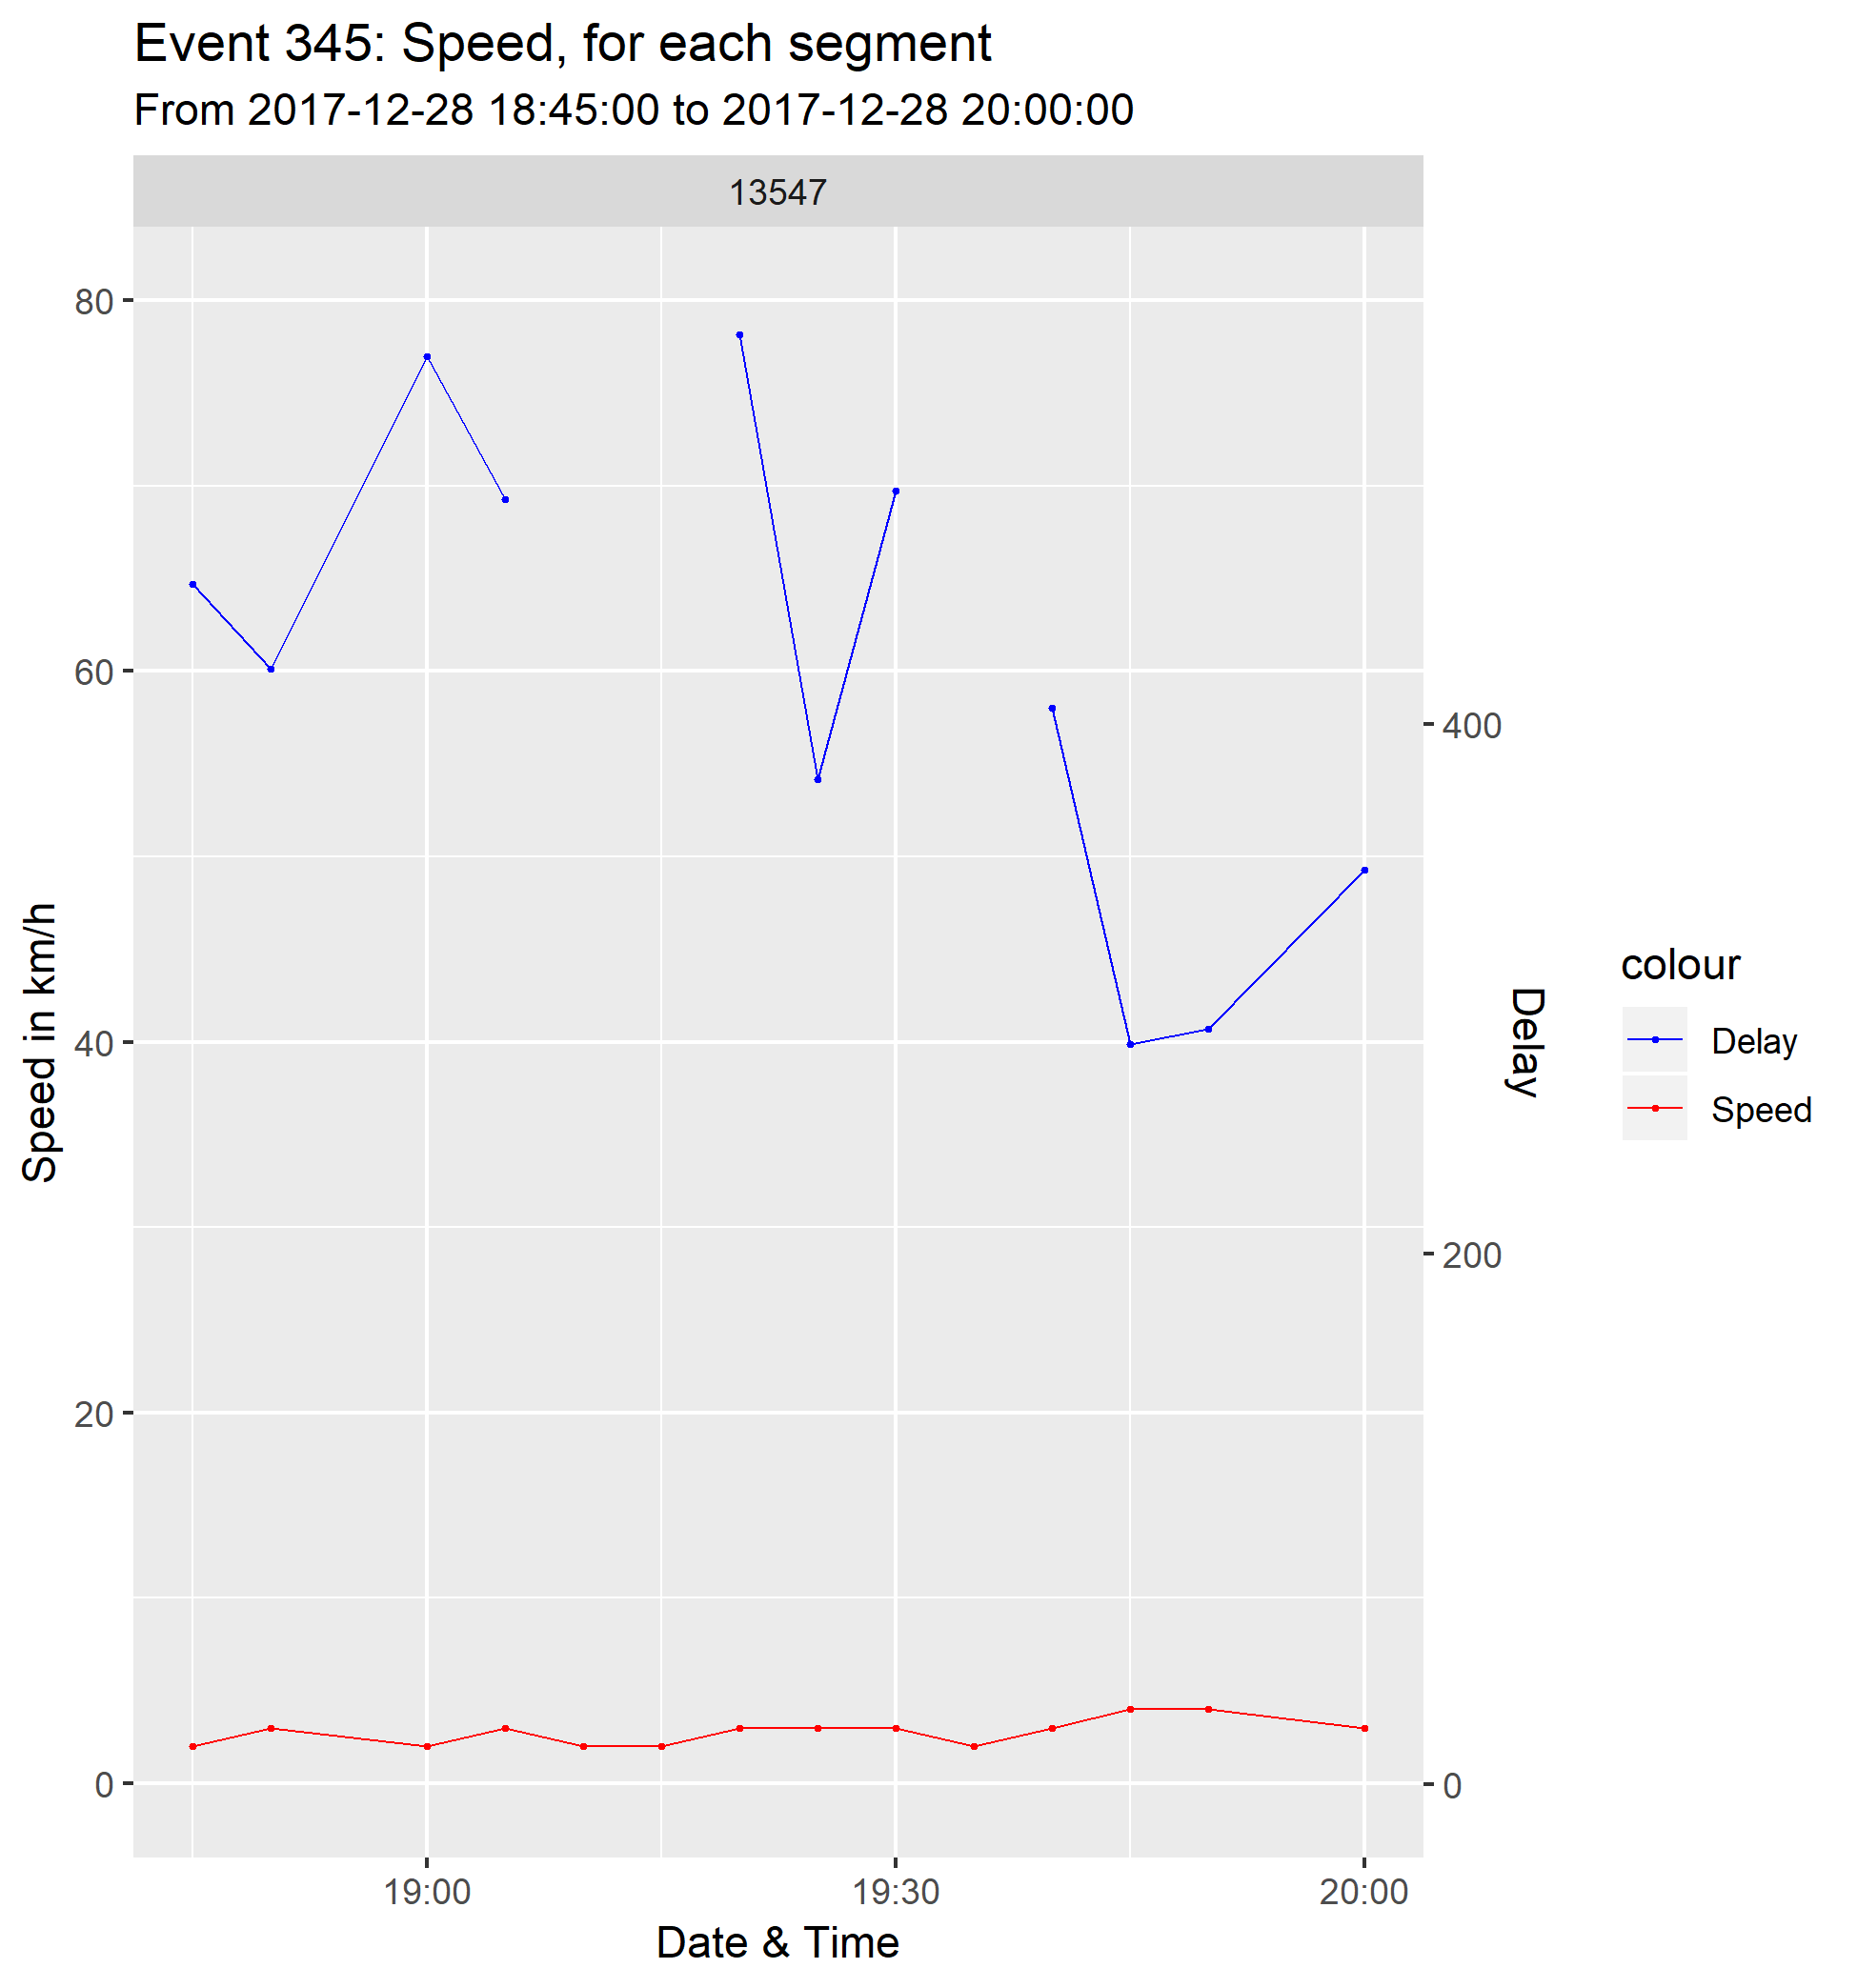 Event 345: Speed, for each segment
From 2017-12-28 18:45:00 to 2017-12-28 20:00:00
13547
80
60
40
20
0
Speed in km/h
400
200
0
Delay
19:00
19:30
20:00
Date & Time
colour
Delay
Speed